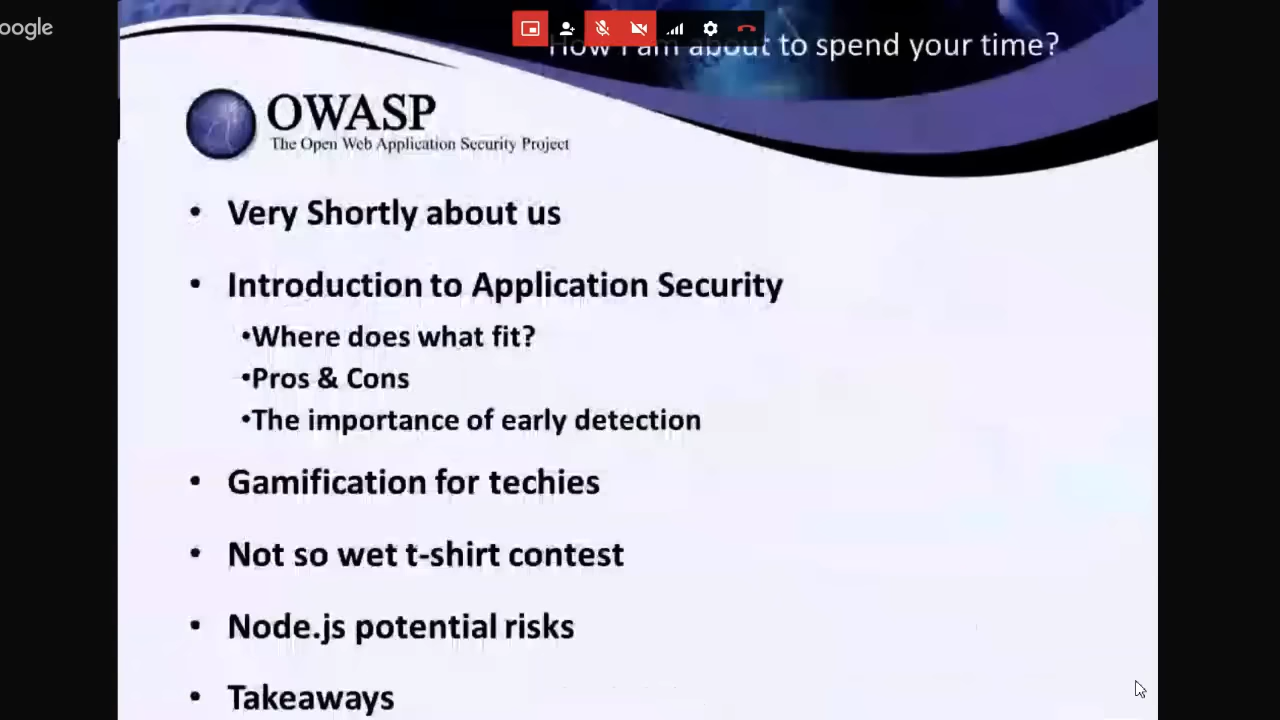 oogle
How I am about to spend your time?
OWASP
The Open Web Application Security Project
• Very Shortly about us
• Introduction to Application Security
•Where does what fit?
•Pros & Cons
•The importance of early detection
• Gamification for techies
• Not so wet t-shirt contest
• Node.js potential risks
• Takeaways